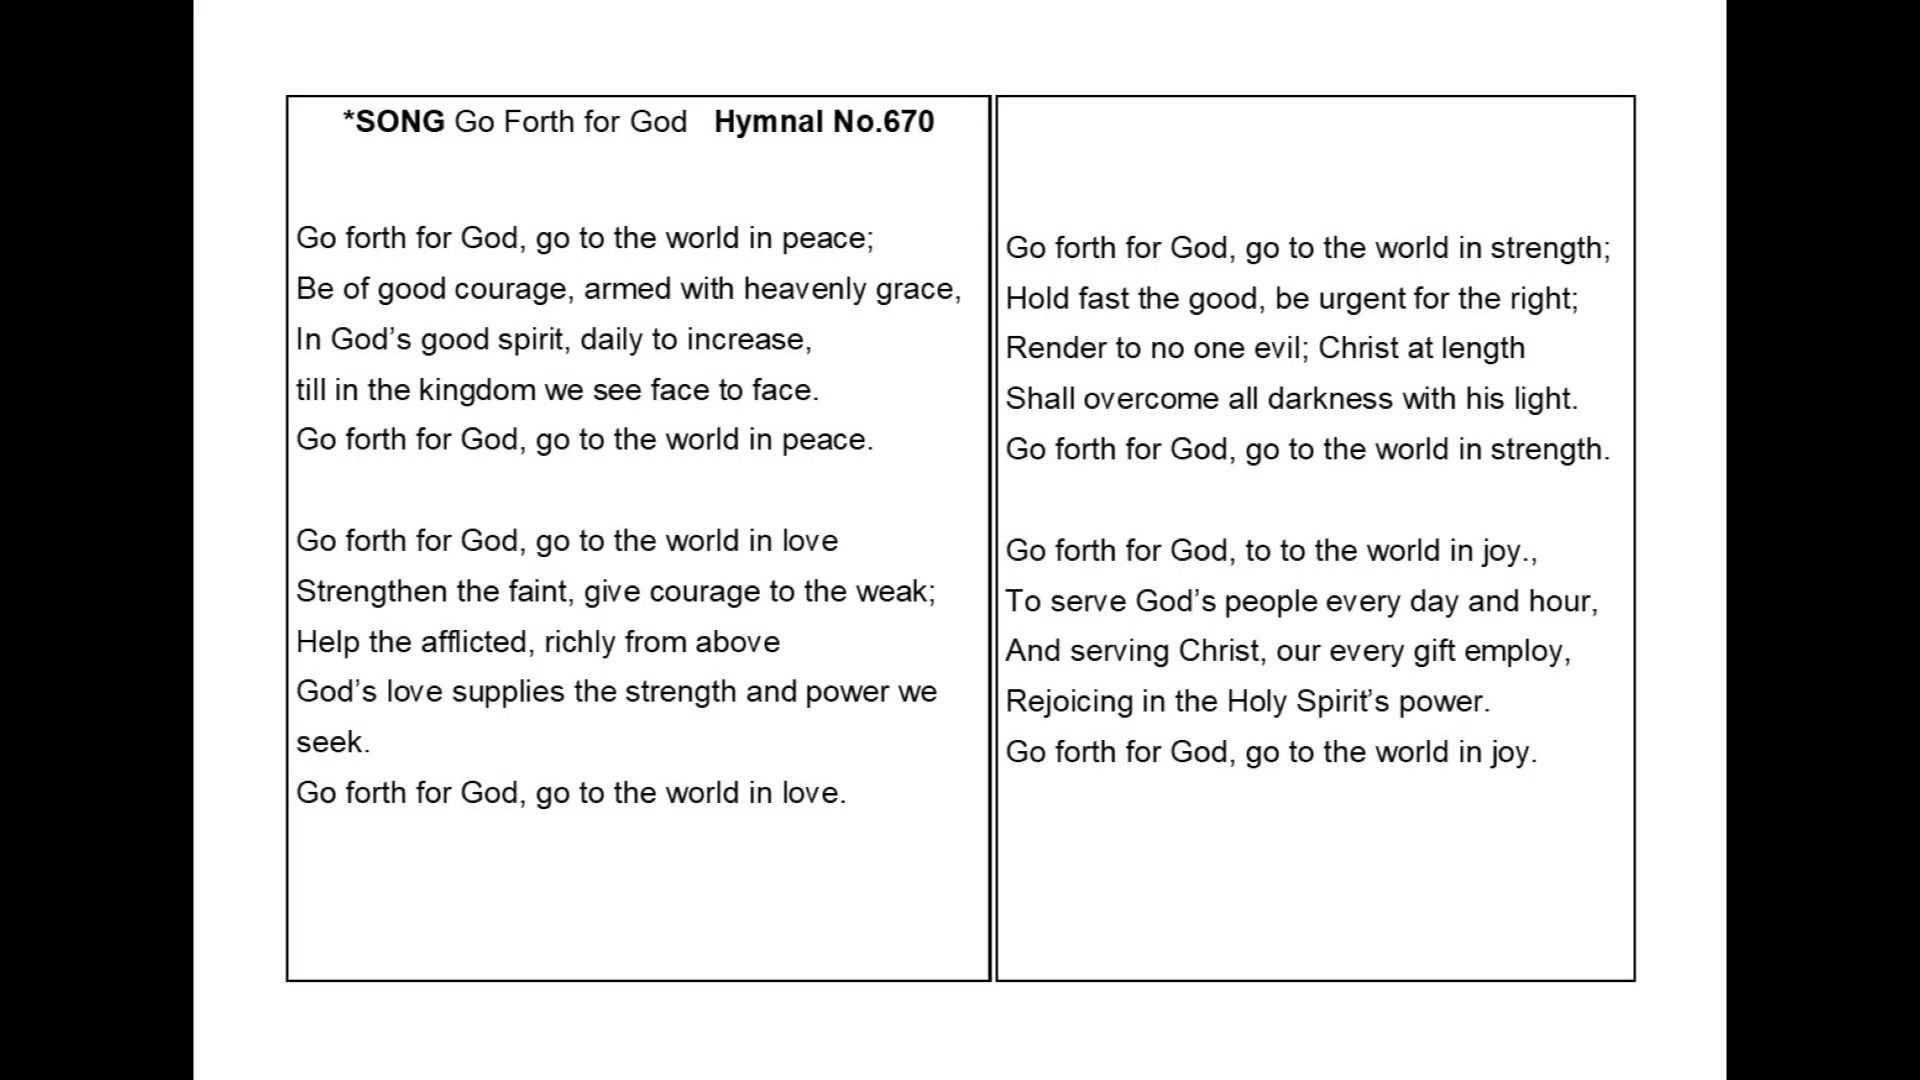 *SONG Go Forth for God Hymnal No.670
Go forth for God, go to the world in peace;
Be of good courage, armed with heavenly grace,
In God’s good spirit, daily to increase,
till in the kingdom we see face to face.
Go forth for God, go to the world in peace.
Go forth for God, go to the world in love
Strengthen the faint, give courage to the weak;
Help the afflicted, richly from above
God’s love supplies the strength and power we
seek.
Go forth for God, go to the world in love.
Go forth for God, go to the world in strength;
Hold fast the good, be urgent for the right;
Render to no one evil; Christ at length
Shall overcome all darkness with his light.
Go forth for God, go to the world in strength.
Go forth for God, to to the world in joy.,
To serve God’s people every day and hour,
And serving Christ, our every gift employ,
Rejoicing in the Holy Spirit’s power.
Go forth for God, go to the world in joy.